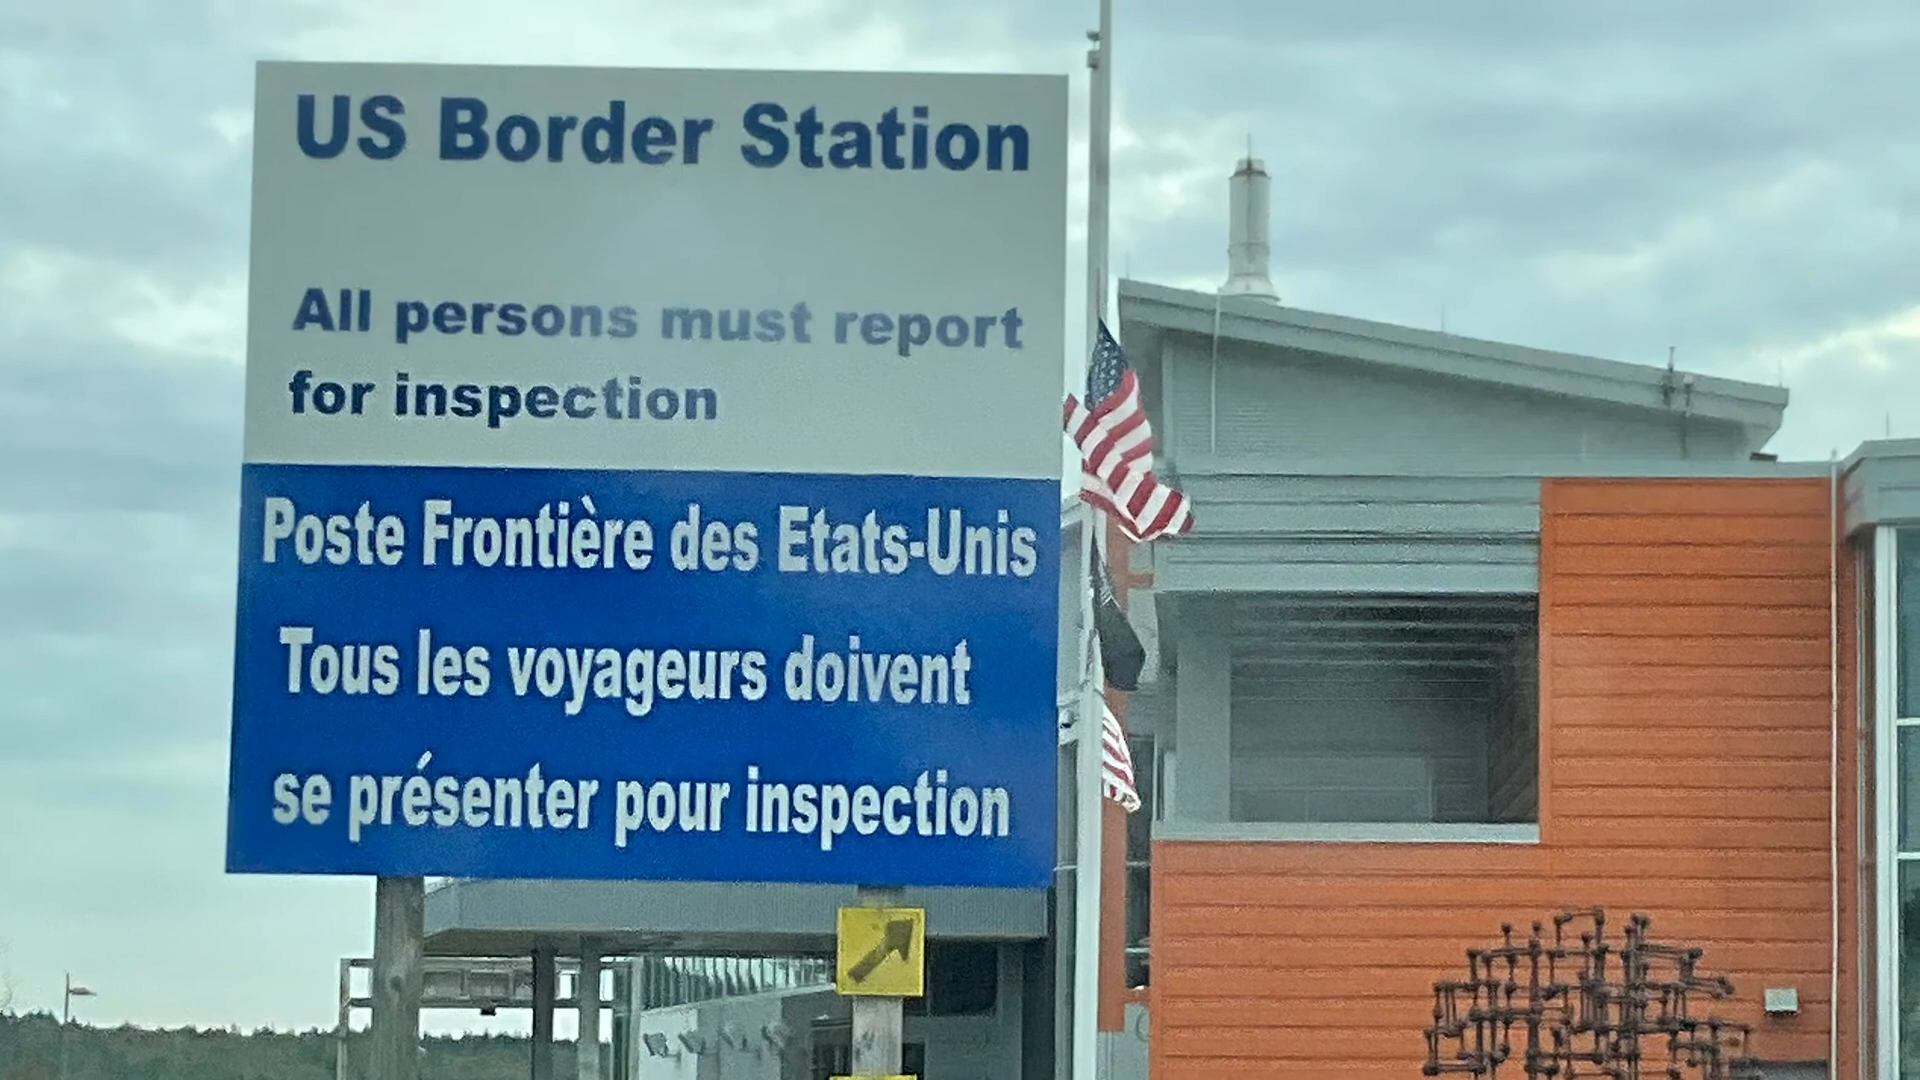 US Border Station
All persons must report
for inspection
Poste Frontière des Etats-Unis
Tous les voyageurs doivent
se présenter pour inspection